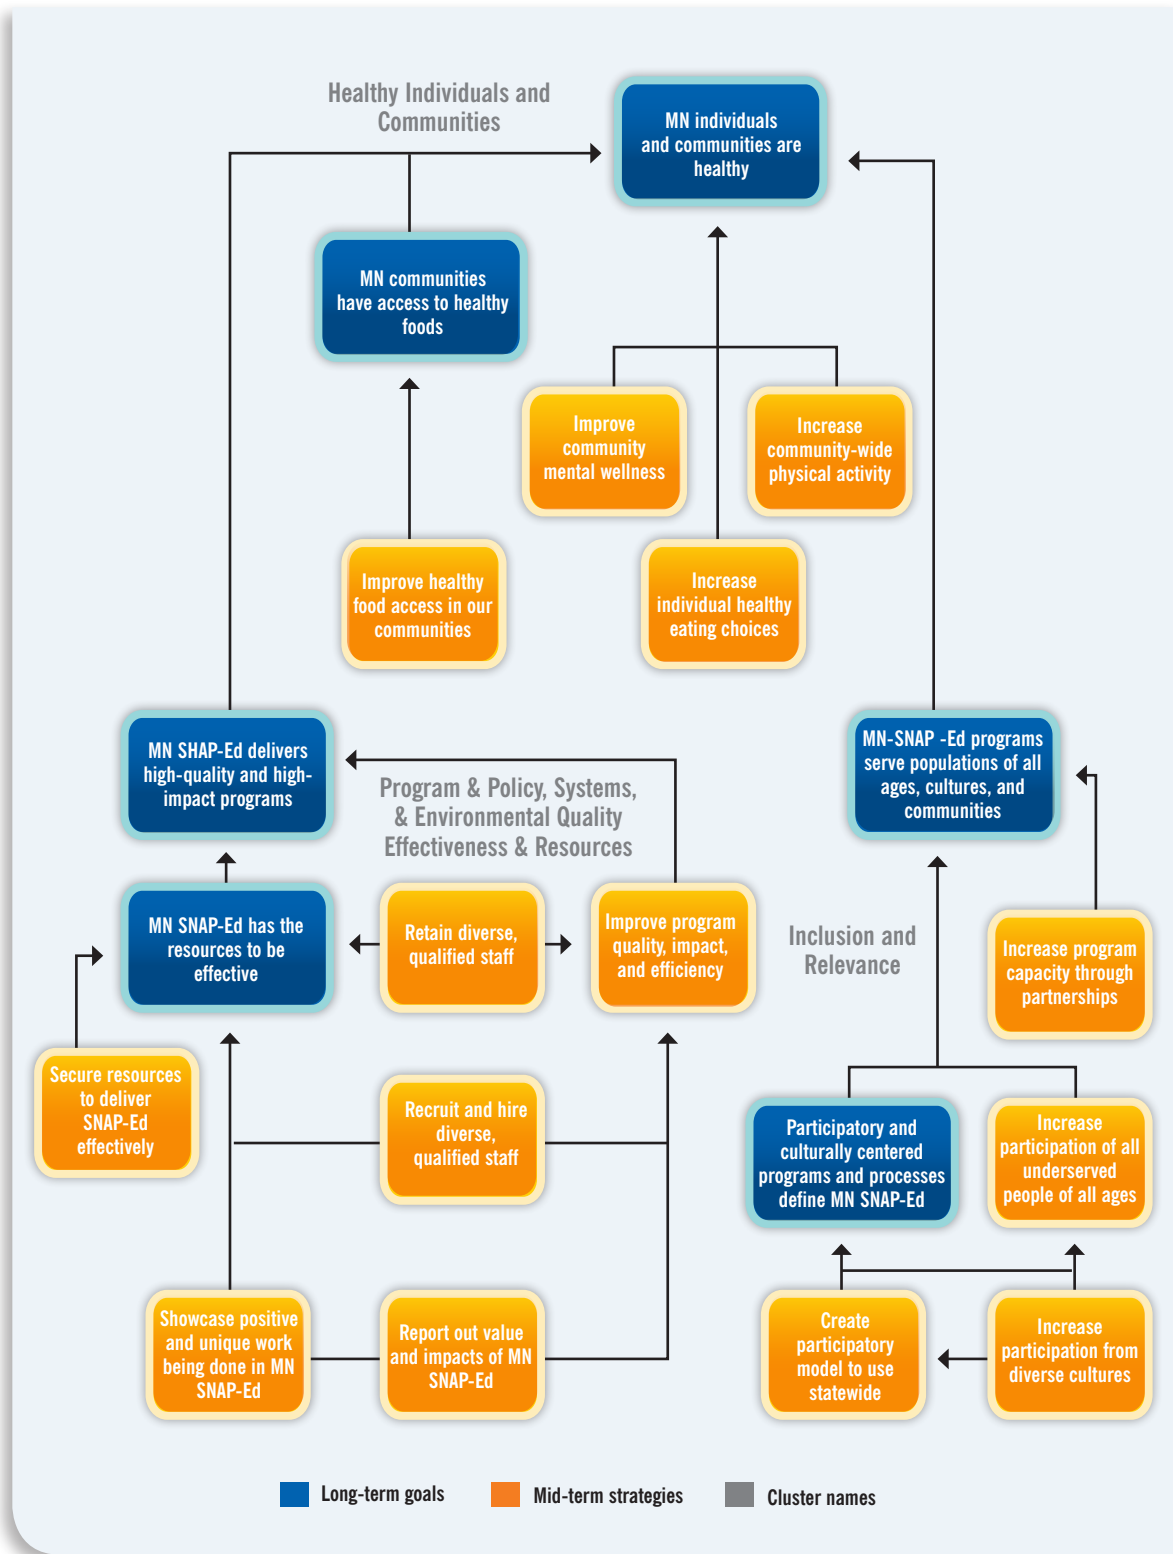 Healthy Individuals and
Communities
MN individuals
and communities are
healthy
MN communities
have access to healthy
foods
Improve
community
mental wellness
Increase
community-wide
physical activity
Improve healthy
food access in our
communities
Increase
individual healthy
eating choices
MN SHAP-Ed delivers
high-quality and high-
impact programs
Program & Policy, Systems,
& Environmental Quality
Effectiveness & Resources
MN-SNAP -Ed programs
serve populations of all
ages, cultures, and
communities
MN SNAP-Ed has the
resources to be
effective
Retain diverse,
qualified staff
Improve program
quality, impact,
and efficiency
Inclusion and
Relevance
Increase program
capacity through
partnerships
Secure resources
to deliver
SNAP-Ed
effectively
Recruit and hire
diverse,
qualified staff
Participatory and
culturally centered
programs and processes
define MN SNAP-Ed
Increase
participation of all
underserved
people of all ages
Showcase positive
and unique work
being done in MN
SNAP-Ed
Report out value
and impacts of MN
SNAP-Ed
Create
participatory
model to use
statewide
Increase
participation from
diverse cultures
Long-term goals
Mid-term strategies
Cluster names